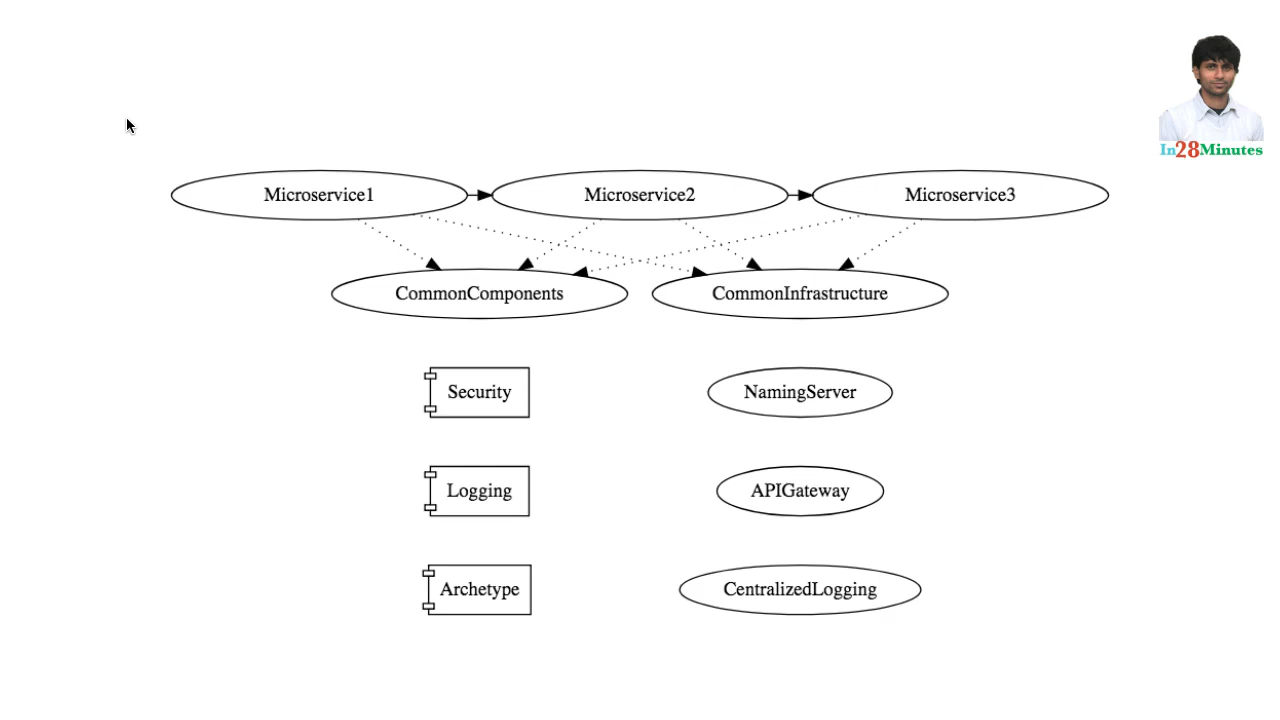 In28Minutes
Microservice1
Microservice2
Microservice3
CommonComponents
CommonInfrastructure
Security
NamingServer
Logging
APIGateway
Archetype
CentralizedLogging